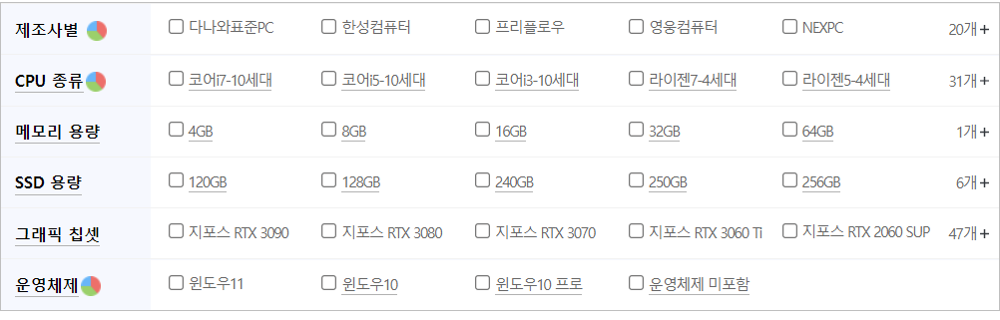 제조사별 다나와표준PC 한성컴퓨터 프리플로우 영웅컴퓨터 NEXPC 20개+
CPU 종류 코어i7-10세대 코어i5-10세대 코어i3-10세대 라이젠7-4세대 라이젠5-4세대 31개+
메모리 용량 4GB 8GB 16GB 32GB 64GB 1개+
SSD 용량 120GB 128GB 240GB 250GB 256GB 6개+
그래픽 칩셋 지포스 RTX 3090 지포스 RTX 3080 지포스 RTX 3070 지포스 RTX 3060 Ti 지포스 RTX 2060 SUP 47개+
운영체제 윈도우11 윈도우10 윈도우10 프로 운영체제 미포함